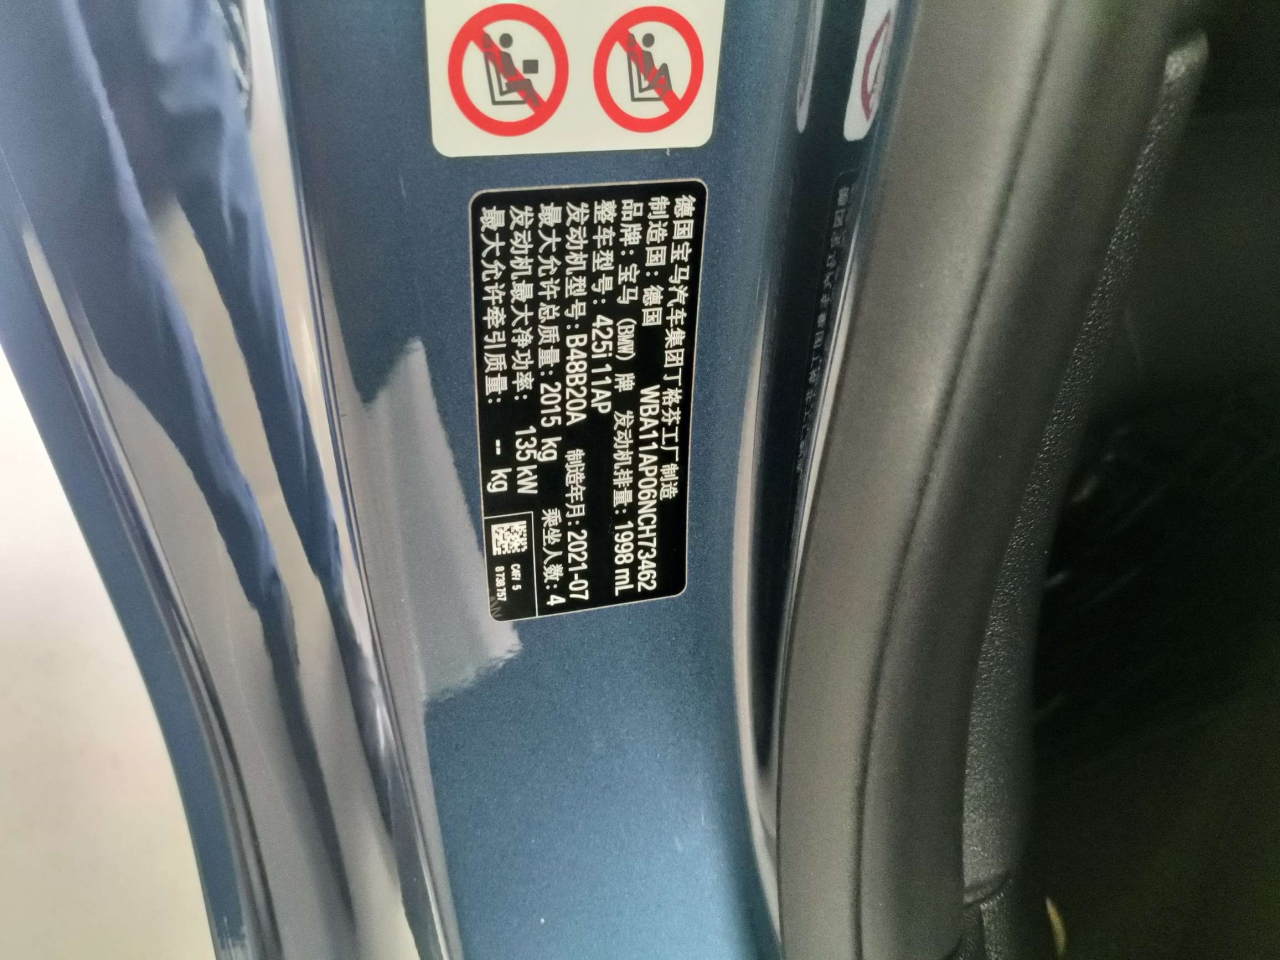 德国宝马汽车集团丁格芬工厂 制造
制造国：德国 WBA11AP06NCH73462
品牌：宝马 (BMW) 牌 发动机排量：1998 ml
整车型号：425i 11AP
发动机型号：B48B20A 制造年月：2021-07
最大允许总质量：2015 kg 乘坐人数：4
发动机最大净功率： 135 kW
最大允许牵引质量： -- kg